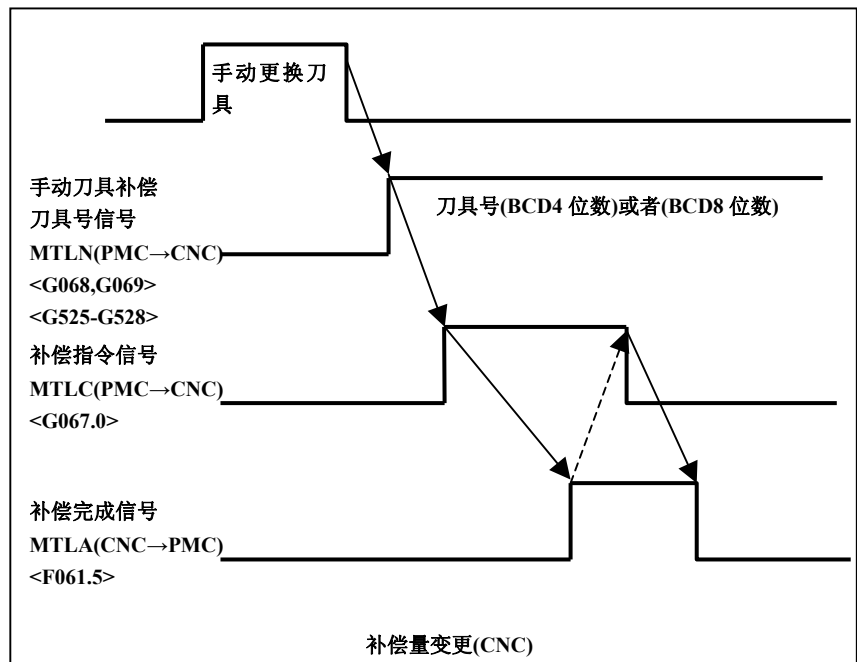 手动更换刀
具
手动刀具补偿
刀具号信号
刀具号(BCD4 位数)或者(BCD8 位数)
MTLN(PMC→CNC)
<G068,G069>
<G525-G528>
补偿指令信号
MTLC(PMC→CNC)
<G067.0>
补偿完成信号
MTLA(CNC→PMC)
<F061.5>
补偿量变更(CNC)